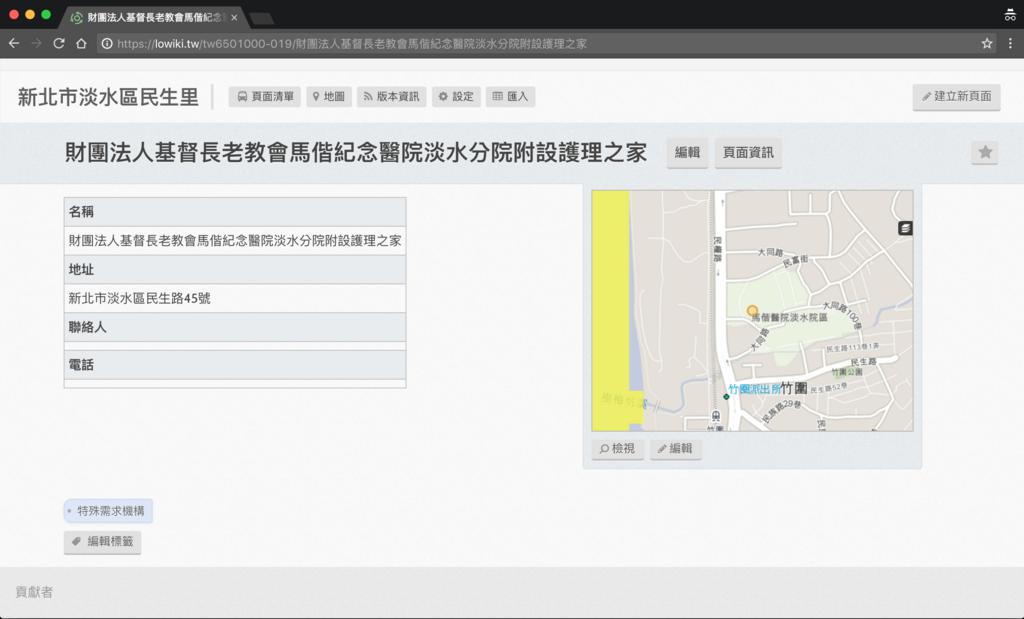 財團法人基督長老教會馬偕紀念
https://lowiki.tw/tw6501000-019/財團法人基督長老教會馬偕紀念醫院淡水分院附設護理之家
新北市淡水區民生里
頁面清單
地圖
版本資訊
設定
匯入
建立新頁面
財團法人基督長老教會馬偕紀念醫院淡水分院附設護理之家
編輯
頁面資訊
名稱
財團法人基督長老教會馬偕紀念醫院淡水分院附設護理之家
地址
新北市淡水區民生路45號
聯絡人
電話
民權路
大同路
民富街
馬偕醫院淡水院區
大同路100巷
大同路
民生路113巷1弄
民生路
竹圍公園
竹圍派出所
竹圍
民生路52巷
民族路29巷
檢視
編輯
特殊需求機構
編輯標籤
貢獻者